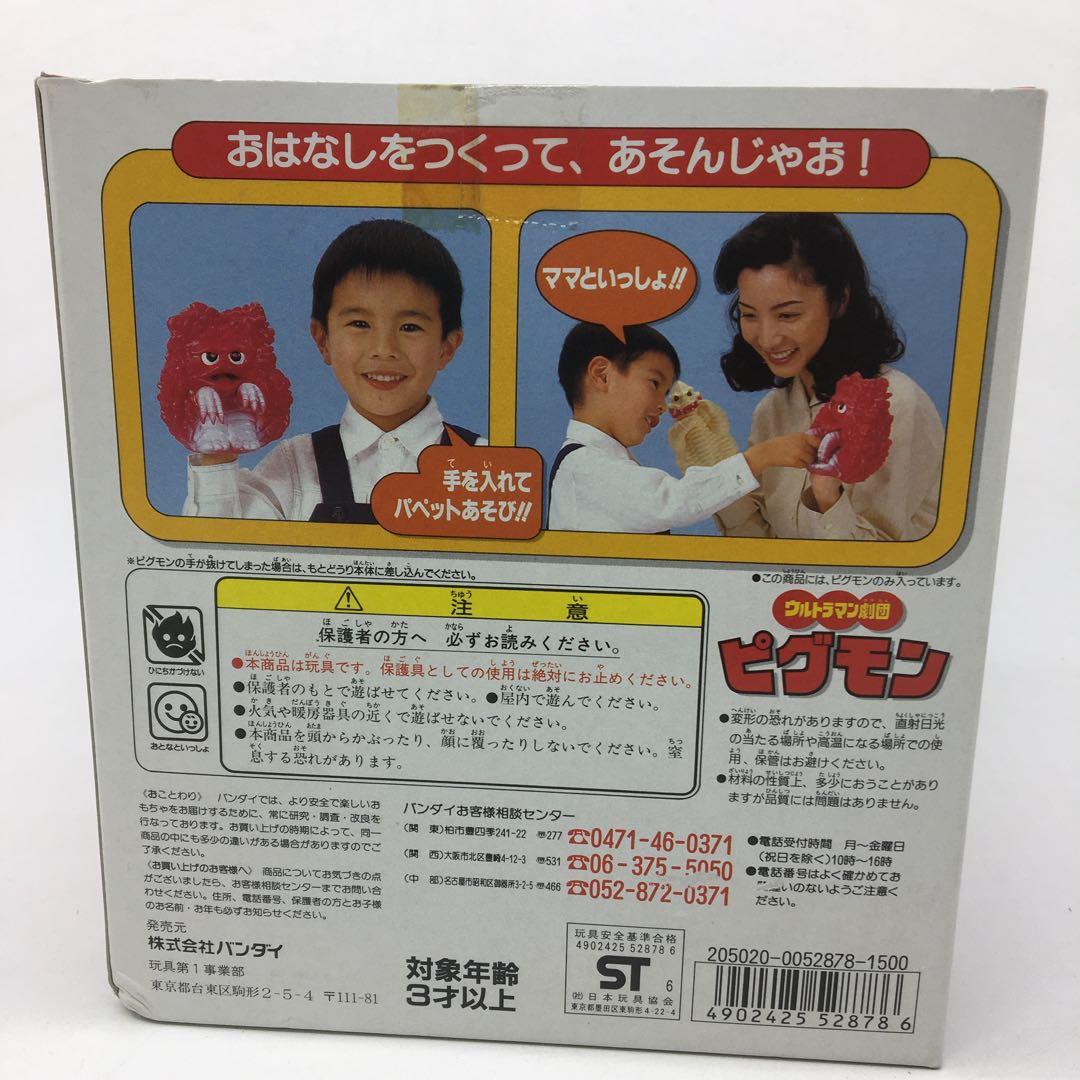 おはなしをつくって、あそんじゃお！
ママといっしょ!!
手を入れて
パペットあそび!!
※ピグモンの手が抜けてしまった場合は、もとどうり本体に差し込んでください。
●この商品には、ピグモンのみ入っています。
ひにちかづけない
おとなといっしょ
注意
保護者の方へ 必ずお読みください。
●本商品は玩具です。保護具としての使用は絶対にお止めください。
●保護者のもとで遊ばせてください。●屋内で遊んでください。
●火気や暖房器具の近くで遊ばせないでください。
●本商品を頭からかぶったり、顔に覆ったりしないでください。窒
息する恐れがあります。
ウルトラマン劇団
ピグモン
●変形の恐れがありますので、直射日光
の当たる場所や高温になる場所での使
用、保管はお避けください。
●材料の性質上、多少においことがあり
ますが品質には問題はありません。
《おことわり》 バンダイでは、より安全で楽しいお
もちゃをお届けするために、常に研究・調査・改良を
行なっております。お買い上げの時期によって、同一
商品の中にも多少の違いがある場合がありますのでご
了承ください。
《お買い上げのお客様へ》 商品についてお気づきの点
がございましたら、お客様相談センターまでお問い合
わせください。住所、電話番号、保護者の方とお子様
のお名前・お年も必ずお知らせください。
発売元
株式会社バンダイ
玩具第1事業部
東京都台東区駒形2-5-4 〒111-81
バンダイお客様相談センター
(関 東)柏市豊四季241-22 〒277 ☎0471-46-0371
(関 西)大阪市北区豊崎4-12-3 〒531 ☎06-375-5050
(中 部)名古屋市昭和区御器所3-2-5 〒466 ☎052-872-0371
●電話受付時間 月～金曜日
(祝日を除く)10時～16時
●電話番号はよく確かめてお
違いのないようご注意く
ださい。
対象年齢
3才以上
玩具安全基準合格
4902425 52878 6
ST 6
(社)日本玩具協会
東京都墨田区東駒形4-22-4
205020-0052878-1500
4902425 528786